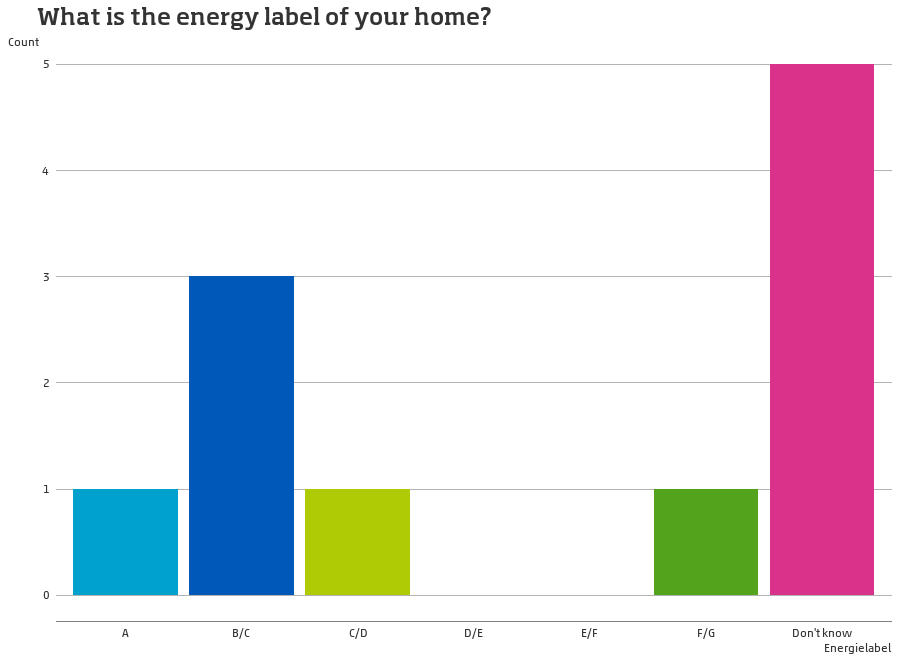 What is the energy label of your home?
Count
5
4
3
2
1
0
A B/C C/D D/E E/F F/G Don't know
Energielabel